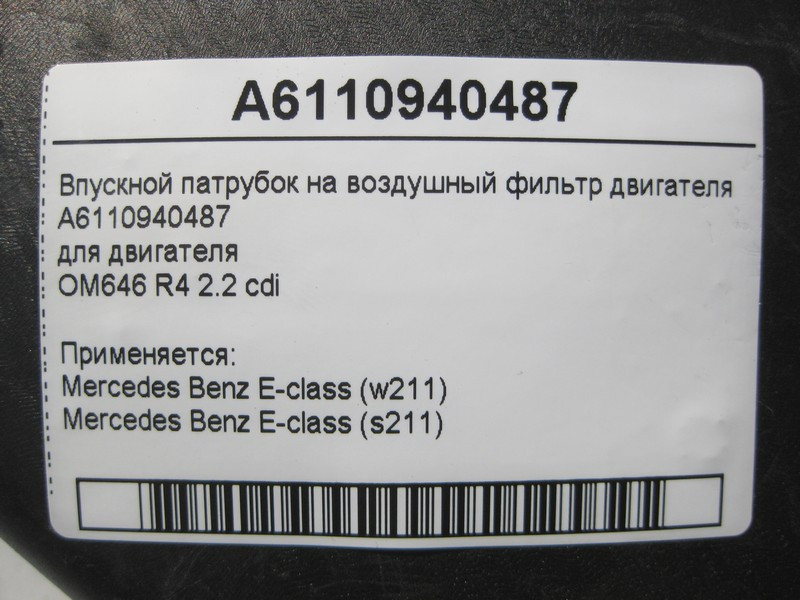 A6110940487
Впускной патрубок на воздушный фильтр двигателя
A6110940487
для двигателя
OM646 R4 2.2 cdi
Применяется:
Mercedes Benz E-class (w211)
Mercedes Benz E-class (s211)